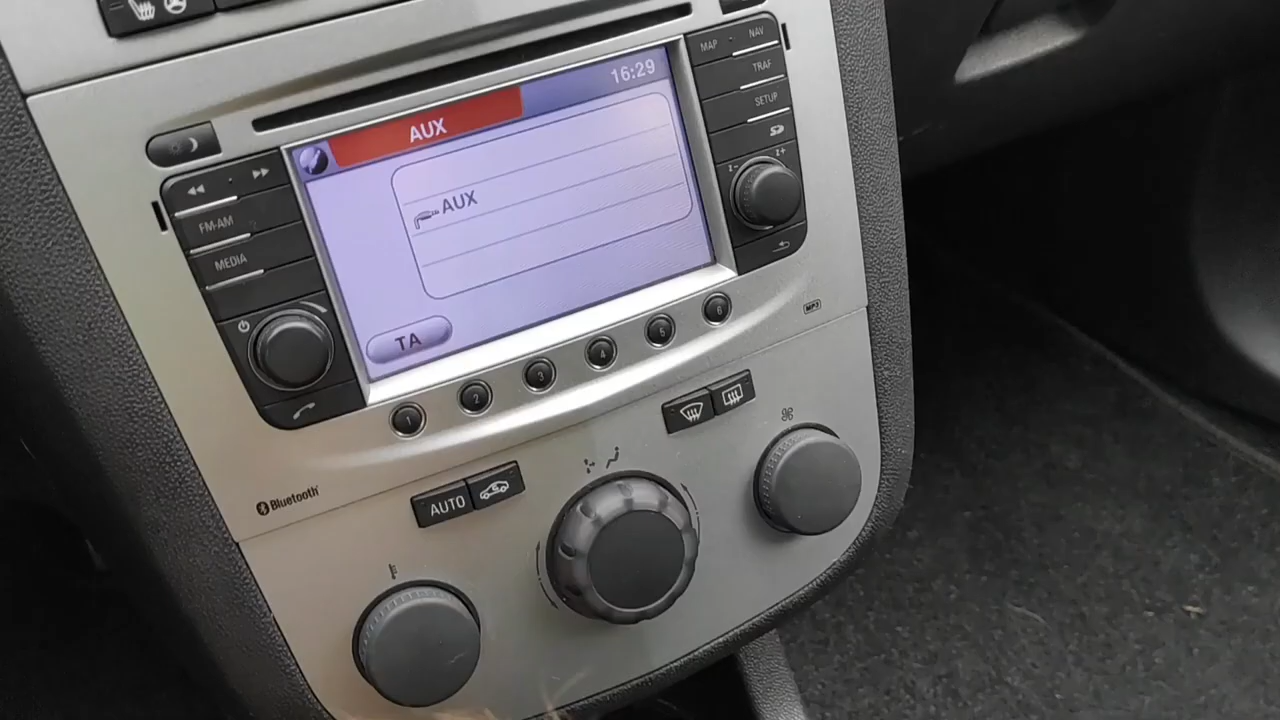 16:29
AUX
AUX
TA
MAP
NAV
TRAF
SETUP
FM-AM
MEDIA
1
2
3
4
5
6
MP3
Bluetooth
AUTO